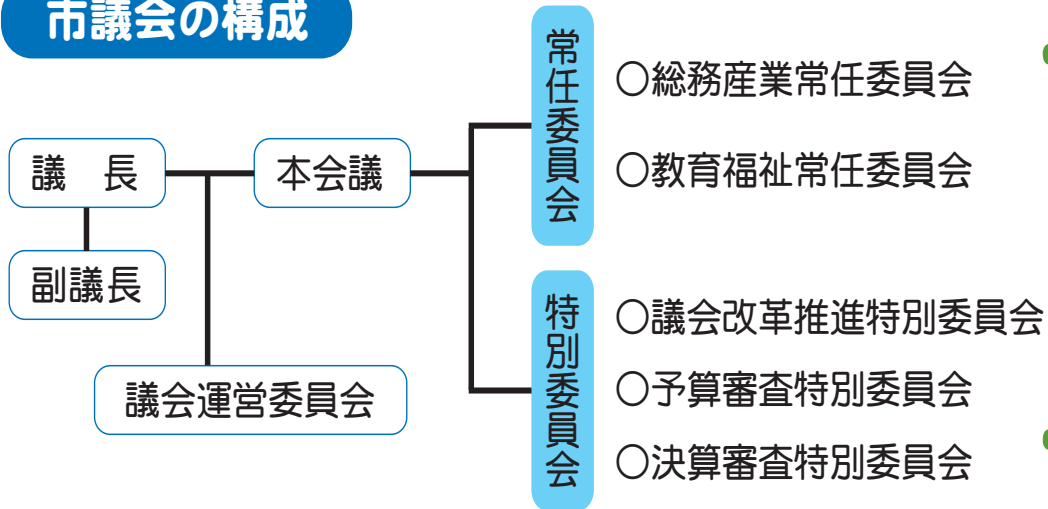 市議会の構成
議　長
副議長
本会議
議会運営委員会
常任委員会
〇総務産業常任委員会
〇教育福祉常任委員会
特別委員会
〇議会改革推進特別委員会
〇予算審査特別委員会
〇決算審査特別委員会